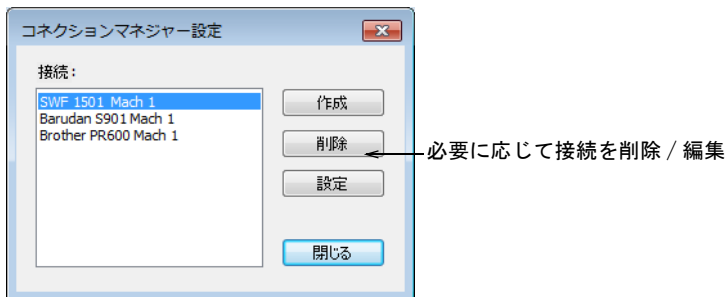 コネクションマネジャー設定
接続：
SWF 1501 Mach 1
Barudan S901 Mach 1
Brother PR600 Mach 1
作成
削除
設定
閉じる
必要に応じて接続を削除 / 編集